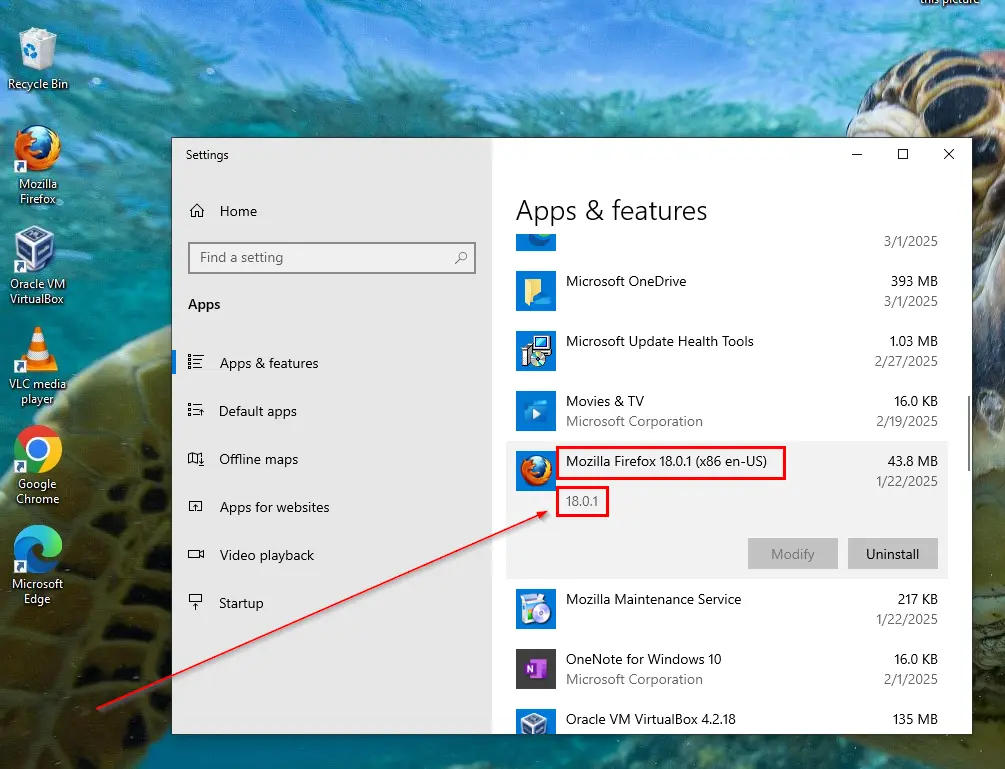 this picture
Recycle Bin
Mozilla
Firefox
Oracle VM
VirtualBox
VLC media
player
Google
Chrome
Microsoft
Edge
Settings
Home
Find a setting
Apps
Apps & features
Default apps
Offline maps
Apps for websites
Video playback
Startup
Apps & features
3/1/2025
Microsoft OneDrive 393 MB
3/1/2025
Microsoft Update Health Tools 1.03 MB
2/27/2025
Movies & TV 16.0 KB
Microsoft Corporation 2/19/2025
Mozilla Firefox 18.0.1 (x86 en-US) 43.8 MB
1/22/2025
18.0.1
Modify Uninstall
Mozilla Maintenance Service 217 KB
1/22/2025
OneNote for Windows 10 16.0 KB
Microsoft Corporation 2/1/2025
Oracle VM VirtualBox 4.2.18 135 MB